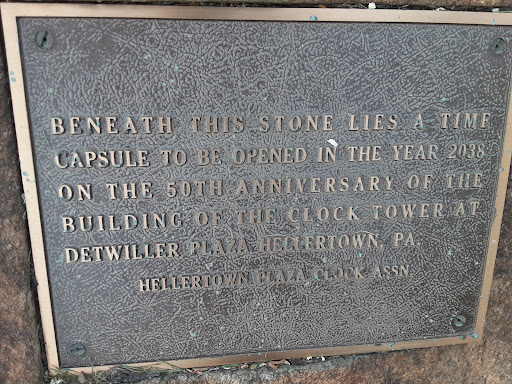 BENEATH THIS STONE LIES A TIME
CAPSULE TO BE OPENED IN THE YEAR 2038
ON THE 50TH ANNIVERSARY OF THE
BUILDING OF THE CLOCK TOWER AT
DETWILLER PLAZA HELLERTOWN, PA.
HELLERTOWN PLAZA CLOCK ASSN.